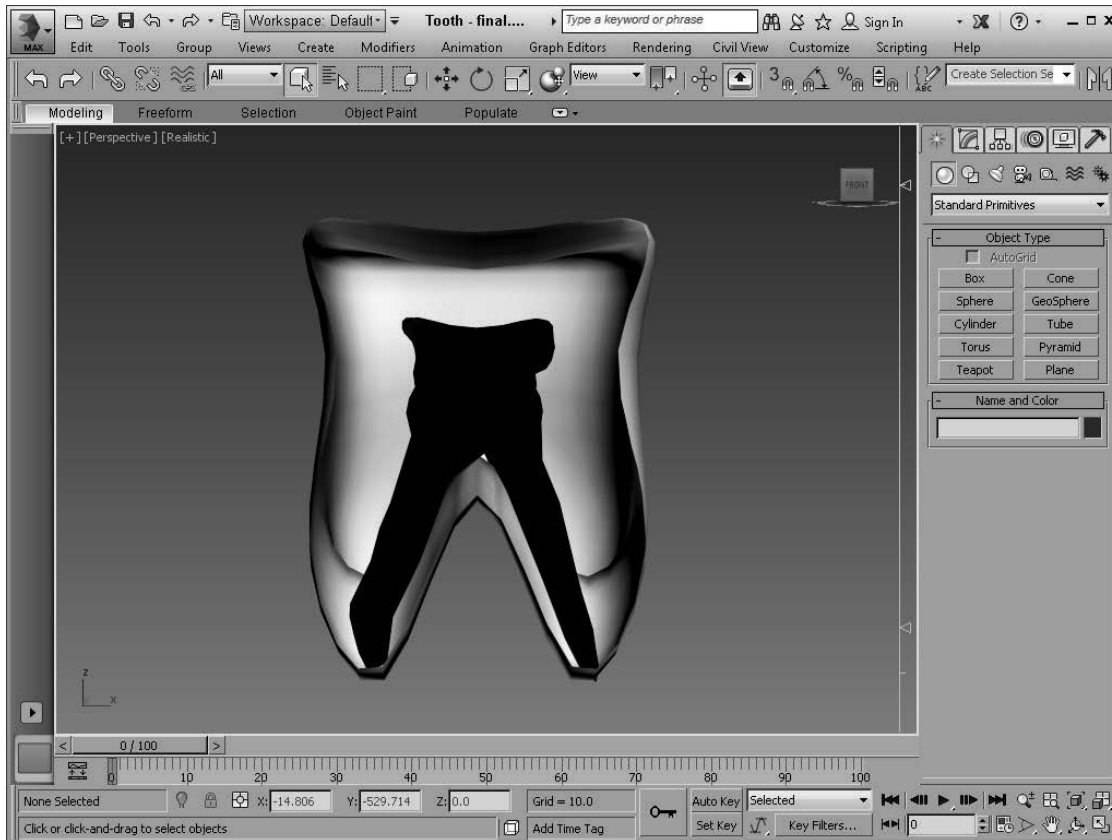 MAX
Workspace: Default
Tooth - final....
Type a keyword or phrase
Sign In
Edit Tools Group Views Create Modifiers Animation Graph Editors Rendering Civil View Customize Scripting Help
All
View
3
%
ABC
Create Selection Se
Modeling Freeform Selection Object Paint Populate
[+] [Perspective] [Realistic]
FRONT
Standard Primitives
- Object Type
AutoGrid
Box Cone
Sphere GeoSphere
Cylinder Tube
Torus Pyramid
Teapot Plane
- Name and Color
z
x
< 0 / 100 >
0 10 20 30 40 50 60 70 80 90 100
None Selected X: -14.806 Y: -529.714 Z: 0.0 Grid = 10.0 Auto Key Selected
Click or click-and-drag to select objects Add Time Tag Set Key Key Filters... 0